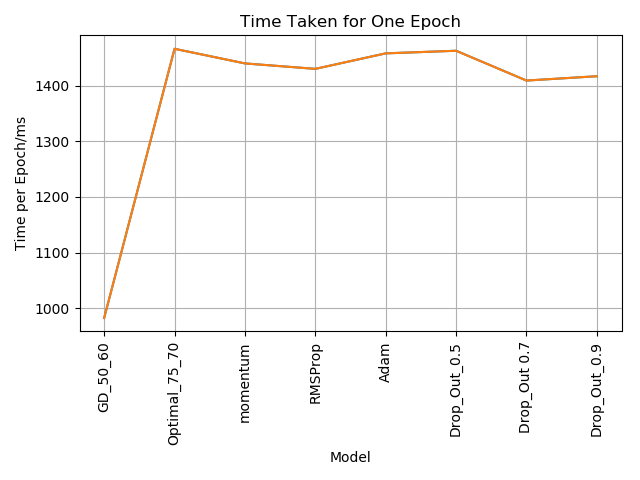 Time Taken for One Epoch
Time per Epoch/ms
1400
1300
1200
1100
1000
GD_50_60
Optimal_75_70
momentum
RMSProp
Adam
Drop_Out_0.5
Drop_Out 0.7
Drop_Out_0.9
Model